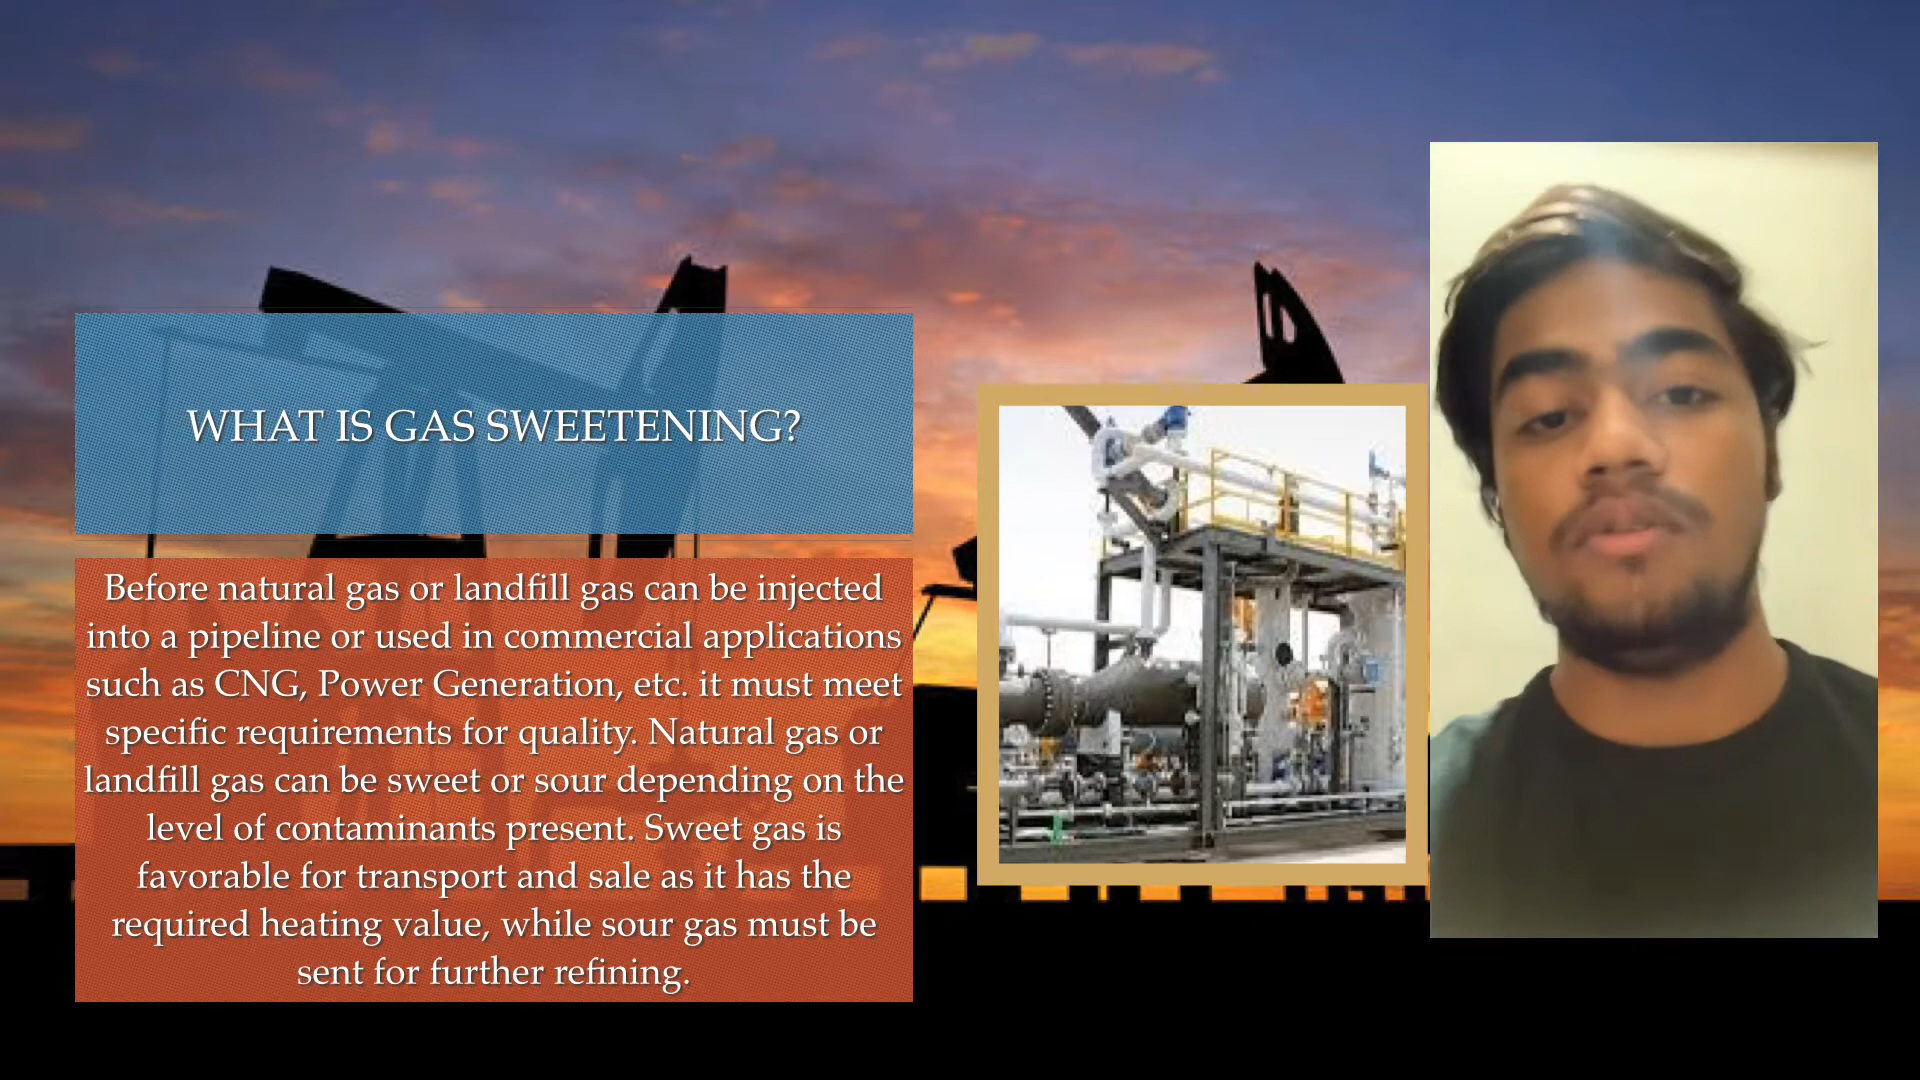 WHAT IS GAS SWEETENING?
Before natural gas or landfill gas can be injected
into a pipeline or used in commercial applications
such as CNG, Power Generation, etc. it must meet
specific requirements for quality. Natural gas or
landfill gas can be sweet or sour depending on the
level of contaminants present. Sweet gas is
favorable for transport and sale as it has the
required heating value, while sour gas must be
sent for further refining.